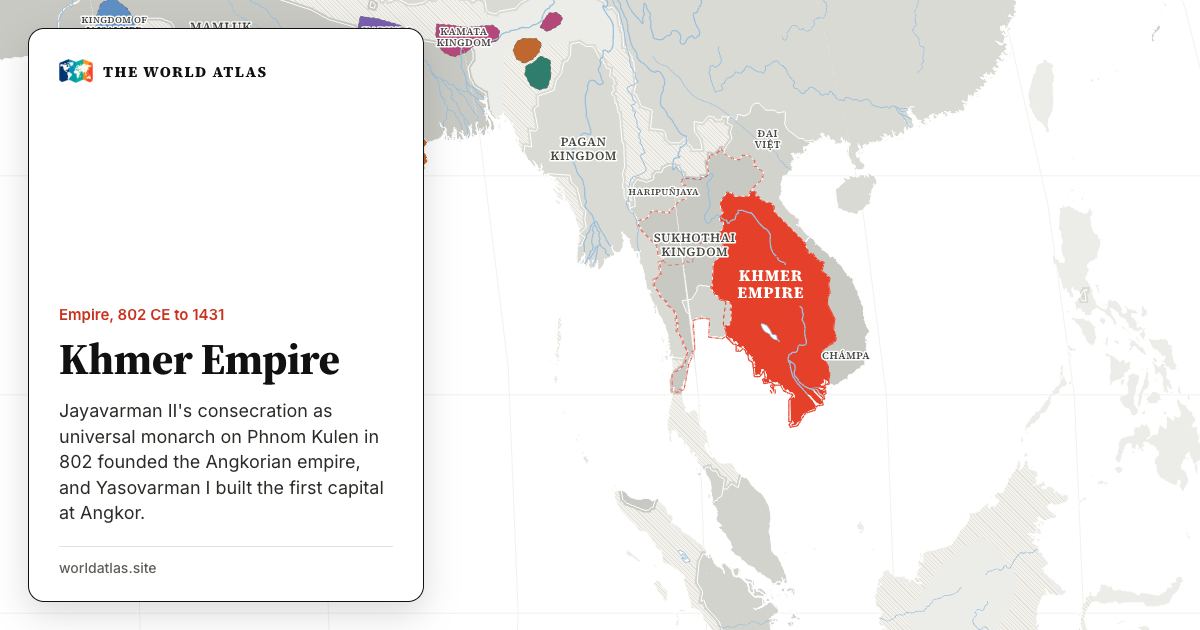 THE WORLD ATLAS
Empire, 802 CE to 1431
Khmer Empire
Jayavarman II's consecration as
universal monarch on Phnom Kulen in
802 founded the Angkorian empire,
and Yasovarman I built the first capital
at Angkor.
worldatlas.site
KINGDOM OF
MAMLUK
KAMATA
KINGDOM
PAGAN
KINGDOM
ĐẠI
VIỆT
HARIPUÑJAYA
SUKHOTHAI
KINGDOM
KHMER
EMPIRE
CHÂMPA